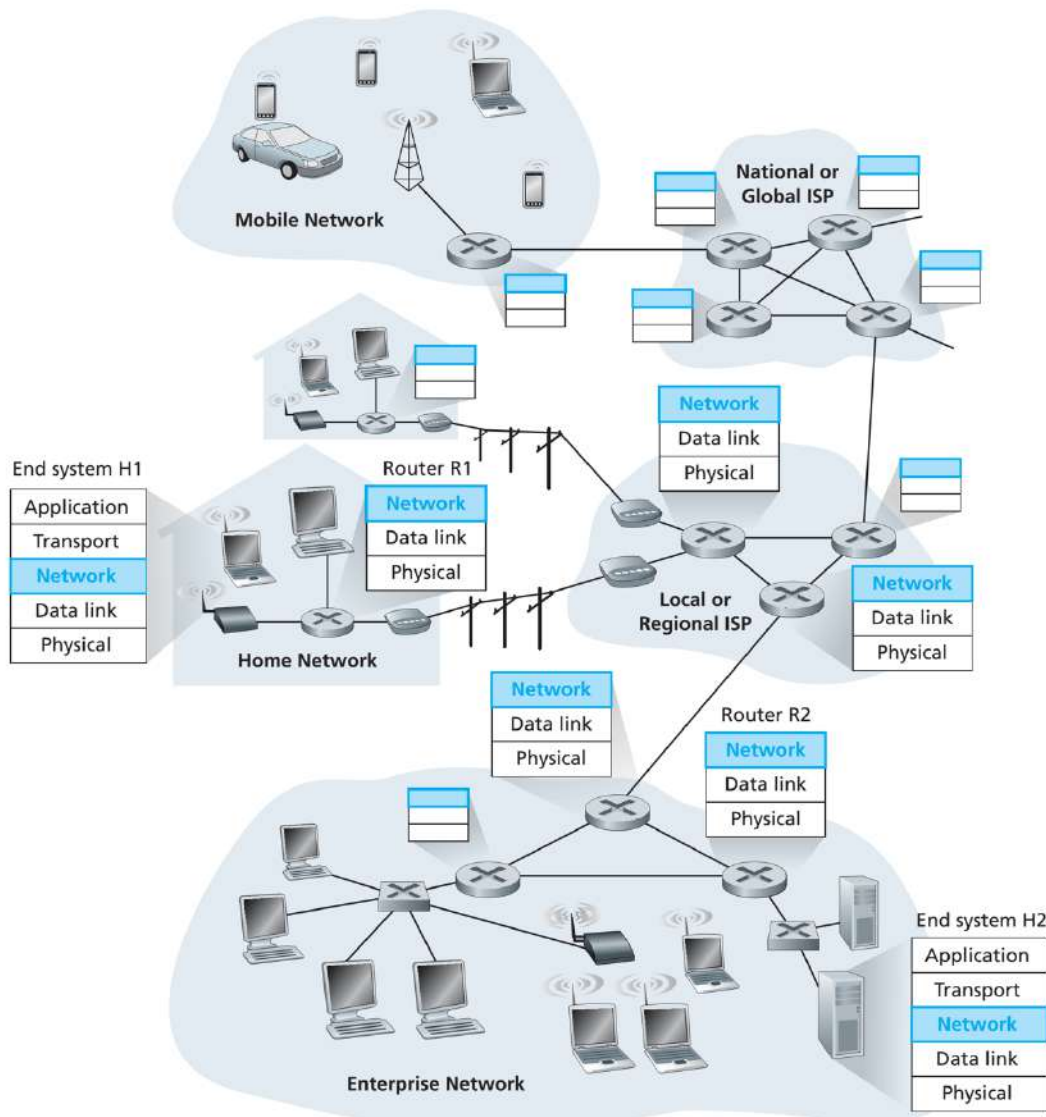 National or
Global ISP
Mobile Network
Network
Data link
Physical
End system H1
Application
Transport
Network
Data link
Physical
Router R1
Network
Data link
Physical
Home Network
Local or
Regional ISP
Network
Data link
Physical
Network
Data link
Physical
Router R2
Network
Data link
Physical
End system H2
Application
Transport
Network
Data link
Physical
Enterprise Network